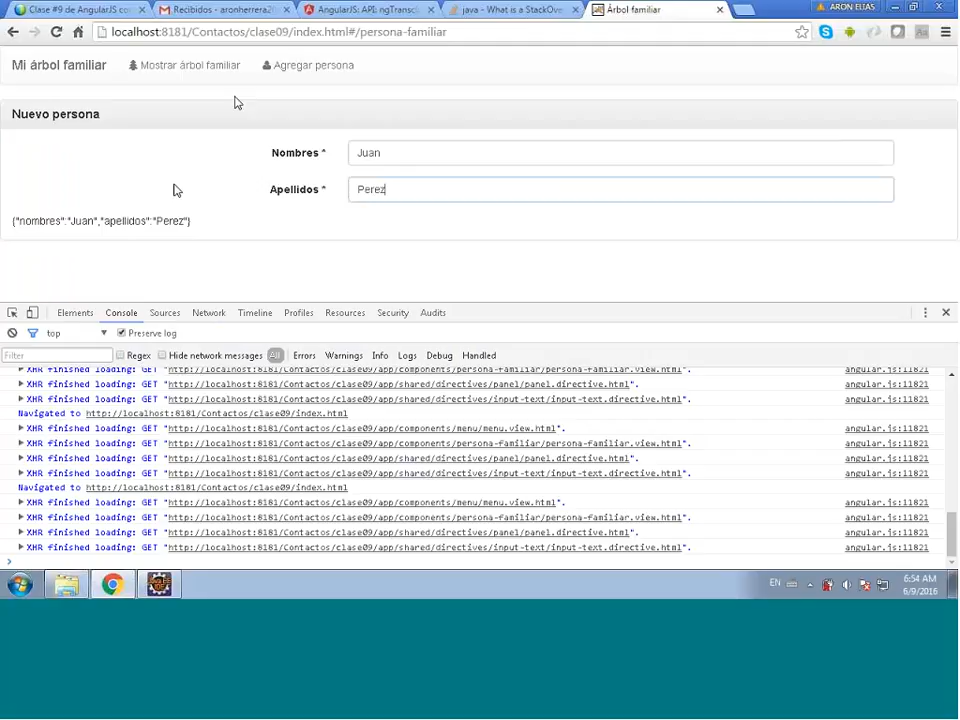 Clase #9 de AngularJS co
Recibidos - aronherrera2
AngularJS: API: ngTransclu
java - What is a StackOve
Árbol familiar
ARON ELIAS
localhost:8181/Contactos/clase09/index.html#/persona-familiar
Mi árbol familiar
Mostrar árbol familiar
Agregar persona
Nuevo persona
Nombres * Juan
Apellidos * Perez
{"nombres":"Juan","apellidos":"Perez"}
Elements Console Sources Network Timeline Profiles Resources Security Audits
top Preserve log
Filter Regex Hide network messages All Errors Warnings Info Logs Debug Handled
XHR finished loading: GET "http://localhost:8181/Contactos/clase09/app/components/persona-familiar/persona-familiar.view.html". angular.js:11821
XHR finished loading: GET "http://localhost:8181/Contactos/clase09/app/shared/directives/panel/panel.directive.html". angular.js:11821
XHR finished loading: GET "http://localhost:8181/Contactos/clase09/app/shared/directives/input-text/input-text.directive.html". angular.js:11821
Navigated to http://localhost:8181/Contactos/clase09/index.html
XHR finished loading: GET "http://localhost:8181/Contactos/clase09/app/components/menu/menu.view.html". angular.js:11821
XHR finished loading: GET "http://localhost:8181/Contactos/clase09/app/components/persona-familiar/persona-familiar.view.html". angular.js:11821
XHR finished loading: GET "http://localhost:8181/Contactos/clase09/app/shared/directives/panel/panel.directive.html". angular.js:11821
XHR finished loading: GET "http://localhost:8181/Contactos/clase09/app/shared/directives/input-text/input-text.directive.html". angular.js:11821
Navigated to http://localhost:8181/Contactos/clase09/index.html
XHR finished loading: GET "http://localhost:8181/Contactos/clase09/app/components/menu/menu.view.html". angular.js:11821
XHR finished loading: GET "http://localhost:8181/Contactos/clase09/app/components/persona-familiar/persona-familiar.view.html". angular.js:11821
XHR finished loading: GET "http://localhost:8181/Contactos/clase09/app/shared/directives/panel/panel.directive.html". angular.js:11821
XHR finished loading: GET "http://localhost:8181/Contactos/clase09/app/shared/directives/input-text/input-text.directive.html". angular.js:11821
EN
6:54 AM
6/9/2016